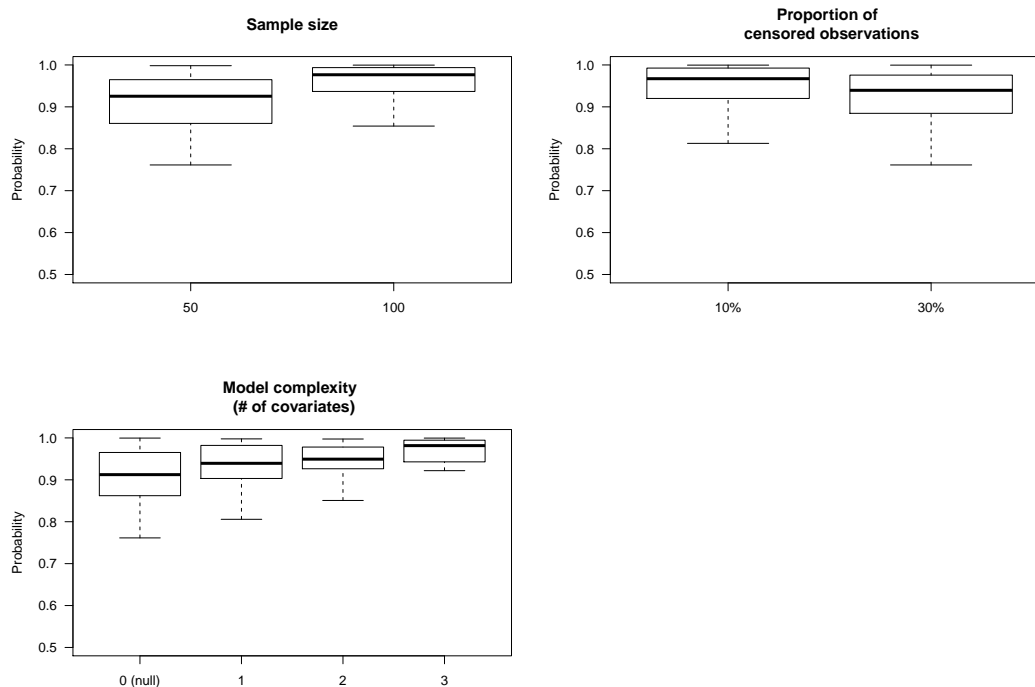 Sample size
Probability
1.0
0.9
0.8
0.7
0.6
0.5
50 100
Proportion of
censored observations
Probability
1.0
0.9
0.8
0.7
0.6
0.5
10% 30%
Model complexity
(# of covariates)
Probability
1.0
0.9
0.8
0.7
0.6
0.5
0 (null) 1 2 3